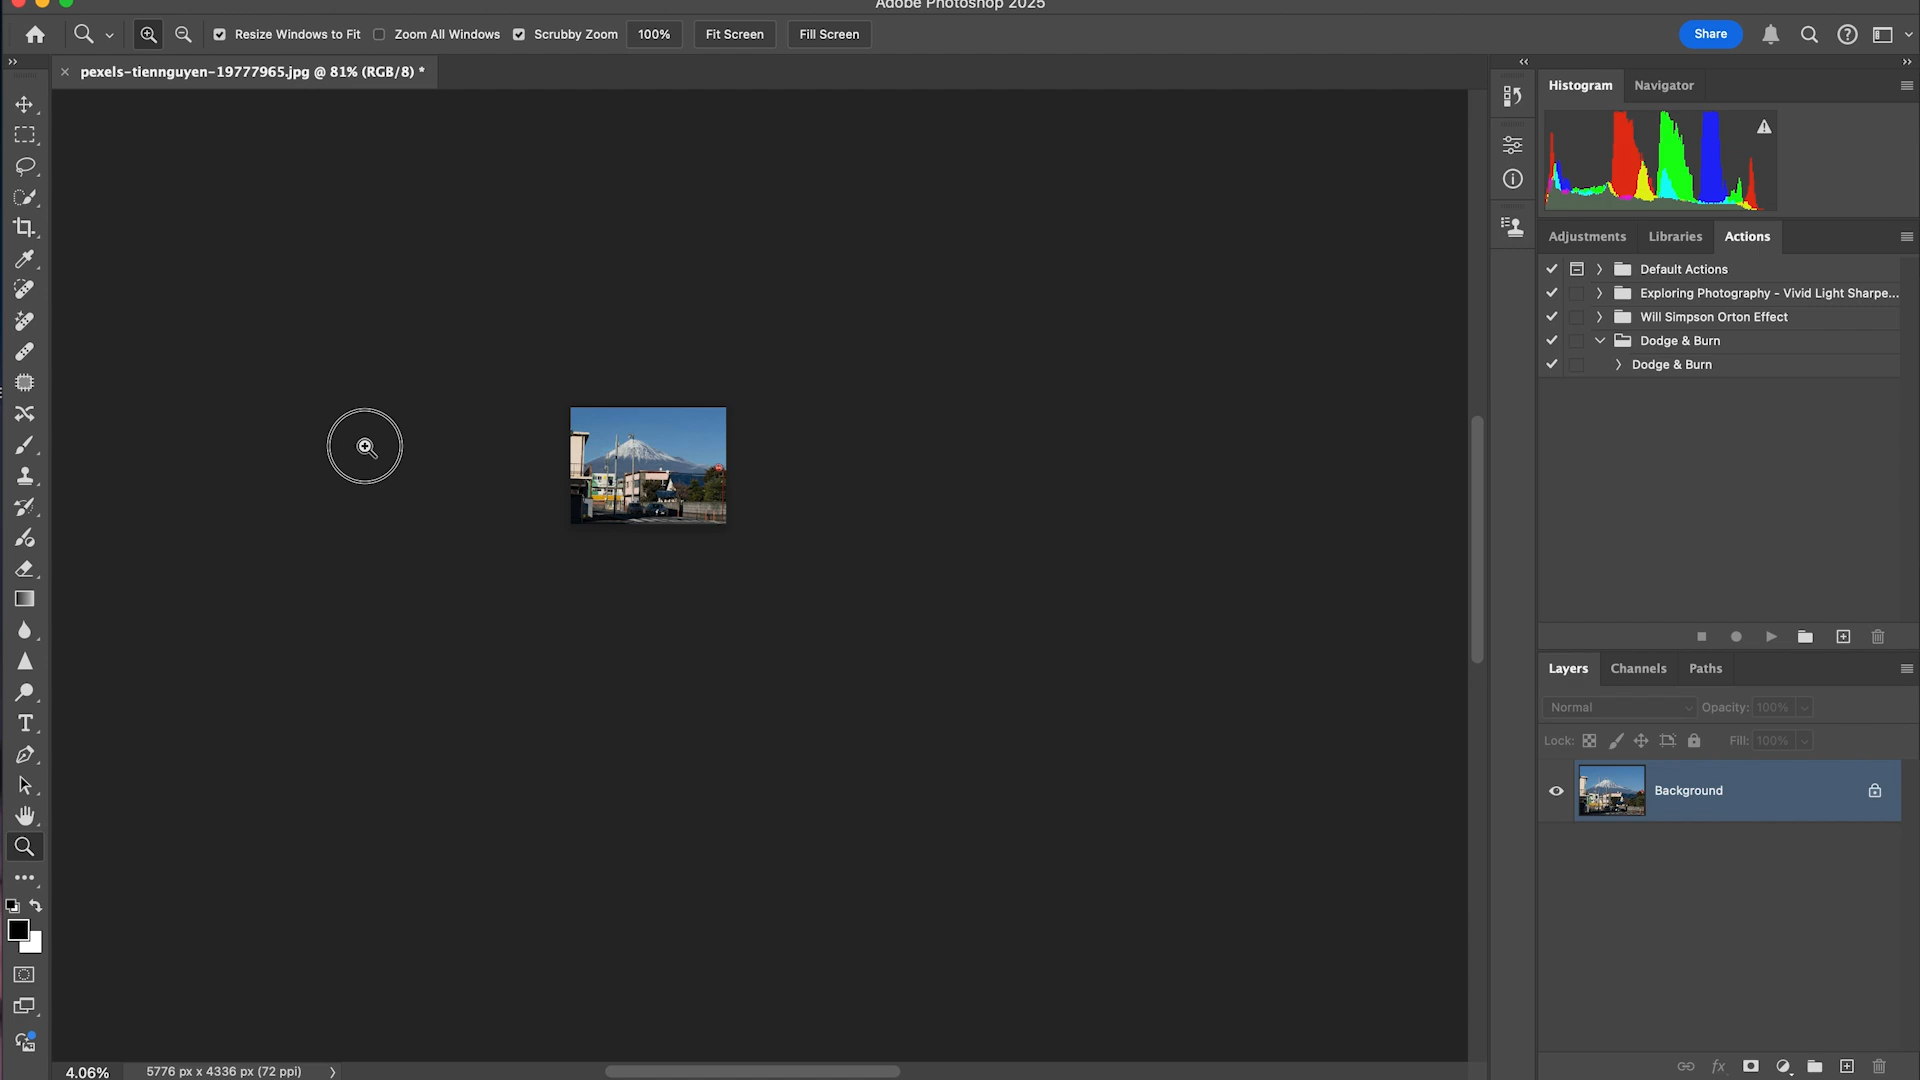 Adobe Photoshop 2025
Resize Windows to Fit
Zoom All Windows
Scrubby Zoom
100%
Fit Screen
Fill Screen
Share
pexels-tiennguyen-19777965.jpg @ 81% (RGB/8) *
Histogram
Navigator
Adjustments
Libraries
Actions
Default Actions
Exploring Photography - Vivid Light Sharpe...
Will Simpson Orton Effect
Dodge & Burn
Dodge & Burn
Layers
Channels
Paths
Normal
Opacity: 100%
Lock:
Fill: 100%
Background
4.06%
5776 px x 4336 px (72 ppi)